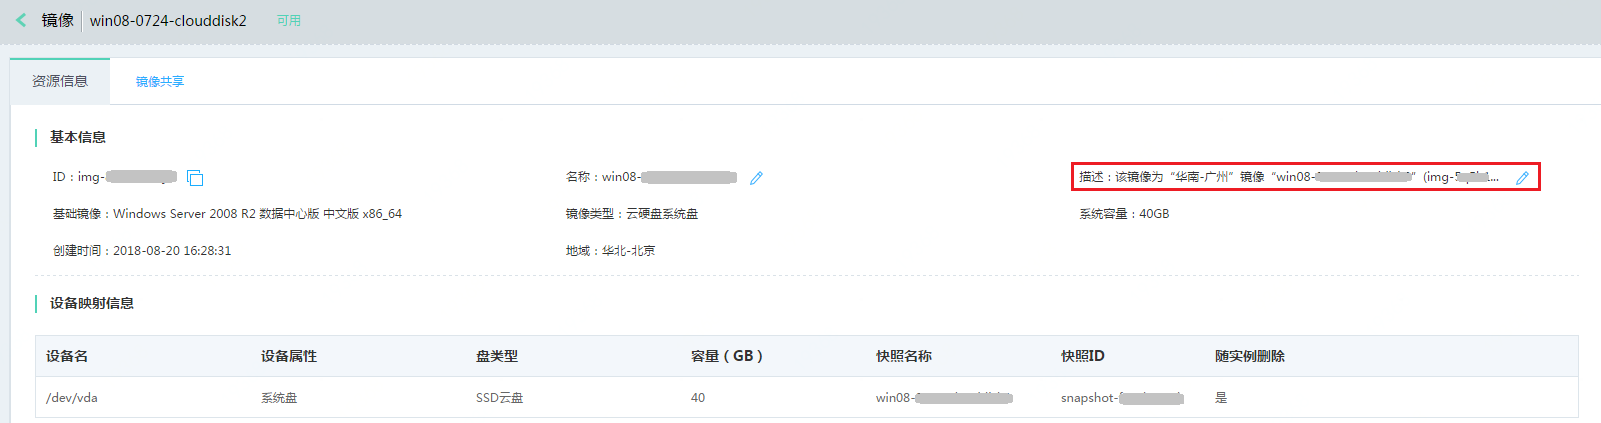 镜像 win08-0724-clouddisk2 可用
资源信息 镜像共享
基本信息
ID：img- 名称：win08- 描述：该镜像为“华南-广州”镜像“win08- ”(img- ...
基础镜像：Windows Server 2008 R2 数据中心版 中文版 x86_64 镜像类型：云硬盘系统盘 系统容量：40GB
创建时间：2018-08-20 16:28:31 地域：华北-北京
设备映射信息
设备名 设备属性 盘类型 容量（GB） 快照名称 快照ID 随实例删除
/dev/vda 系统盘 SSD云盘 40 win08- snapshot- 是